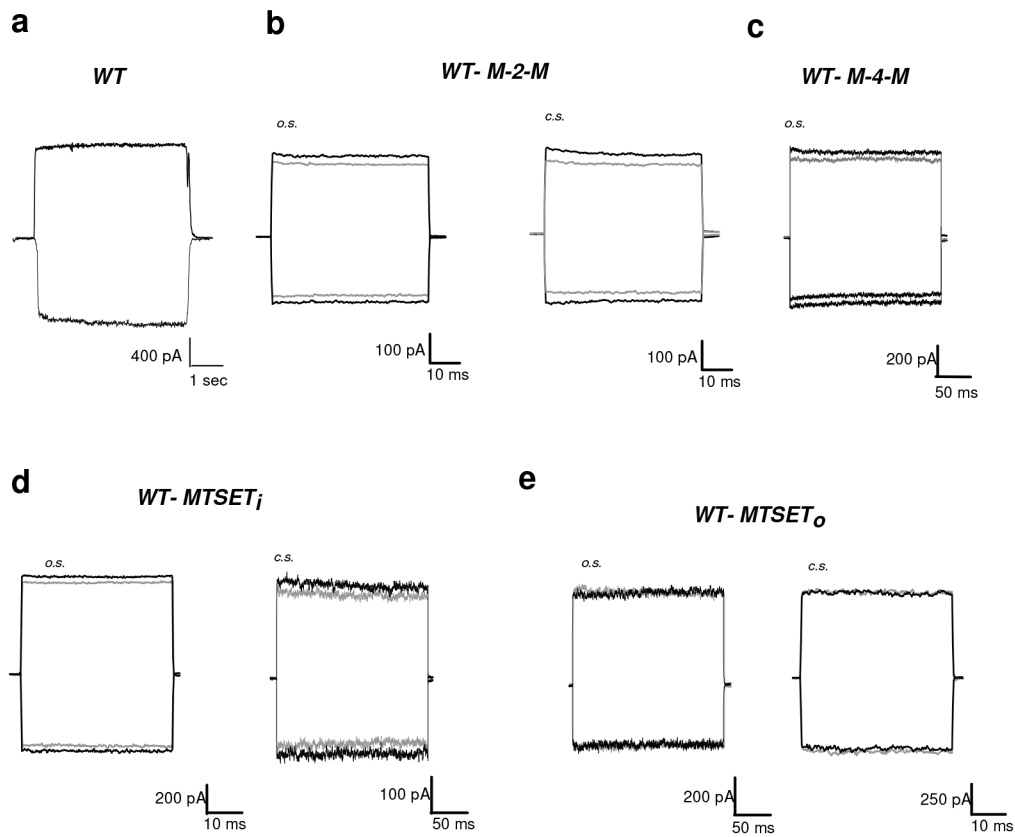 a
b
c
WT
WT- M-2-M
WT- M-4-M
o.s.
c.s.
o.s.
400 pA
1 sec
100 pA
10 ms
100 pA
10 ms
200 pA
50 ms
d
e
WT- MTSETi
WT- MTSETo
o.s.
c.s.
o.s.
c.s.
200 pA
10 ms
100 pA
50 ms
200 pA
50 ms
250 pA
10 ms